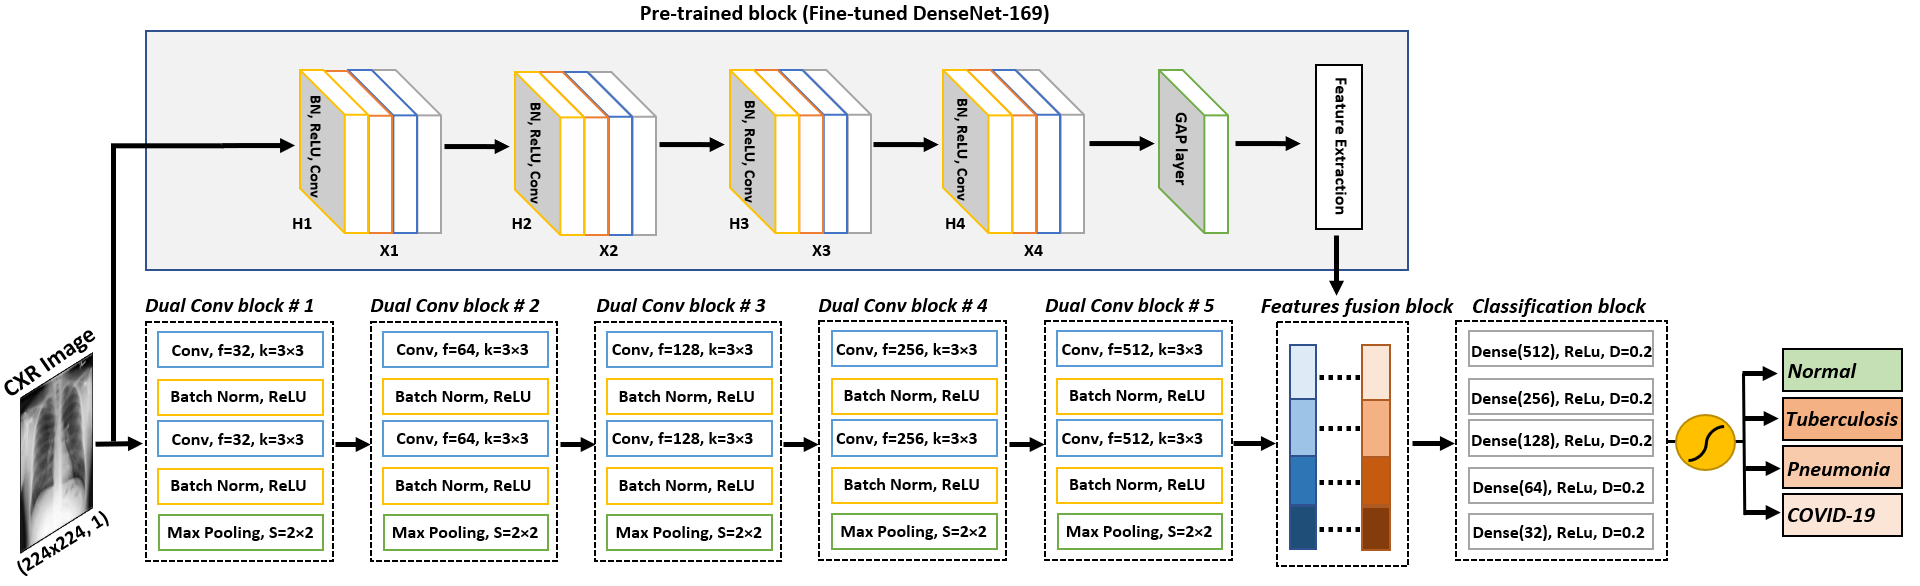 Pre-trained block (Fine-tuned DenseNet-169)
BN, ReLU, Conv
H1
X1
BN, ReLU, Conv
H2
X2
BN, ReLU, Conv
H3
X3
BN, ReLU, Conv
H4
X4
GAP layer
Feature Extraction
CXR Image
(224x224, 1)
Dual Conv block # 1
Conv, f=32, k=3×3
Batch Norm, ReLU
Conv, f=32, k=3×3
Batch Norm, ReLU
Max Pooling, S=2×2
Dual Conv block # 2
Conv, f=64, k=3×3
Batch Norm, ReLU
Conv, f=64, k=3×3
Batch Norm, ReLU
Max Pooling, S=2×2
Dual Conv block # 3
Conv, f=128, k=3×3
Batch Norm, ReLU
Conv, f=128, k=3×3
Batch Norm, ReLU
Max Pooling, S=2×2
Dual Conv block # 4
Conv, f=256, k=3×3
Batch Norm, ReLU
Conv, f=256, k=3×3
Batch Norm, ReLU
Max Pooling, S=2×2
Dual Conv block # 5
Conv, f=512, k=3×3
Batch Norm, ReLU
Conv, f=512, k=3×3
Batch Norm, ReLU
Max Pooling, S=2×2
Features fusion block
Classification block
Dense(512), ReLu, D=0.2
Dense(256), ReLu, D=0.2
Dense(128), ReLu, D=0.2
Dense(64), ReLu, D=0.2
Dense(32), ReLu, D=0.2
Normal
Tuberculosis
Pneumonia
COVID-19